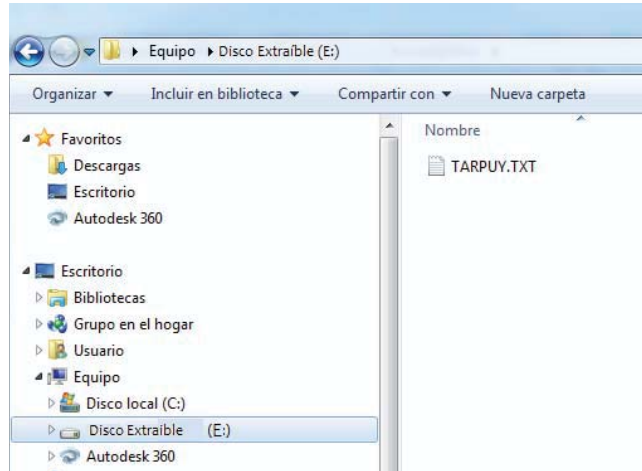 Equipo Disco Extraíble (E:)
Organizar Incluir en biblioteca Compartir con Nueva carpeta
Favoritos
Descargas
Escritorio
Autodesk 360
Escritorio
Bibliotecas
Grupo en el hogar
Usuario
Equipo
Disco local (C:)
Disco Extraible (E:)
Autodesk 360
Nombre
TARPUY.TXT